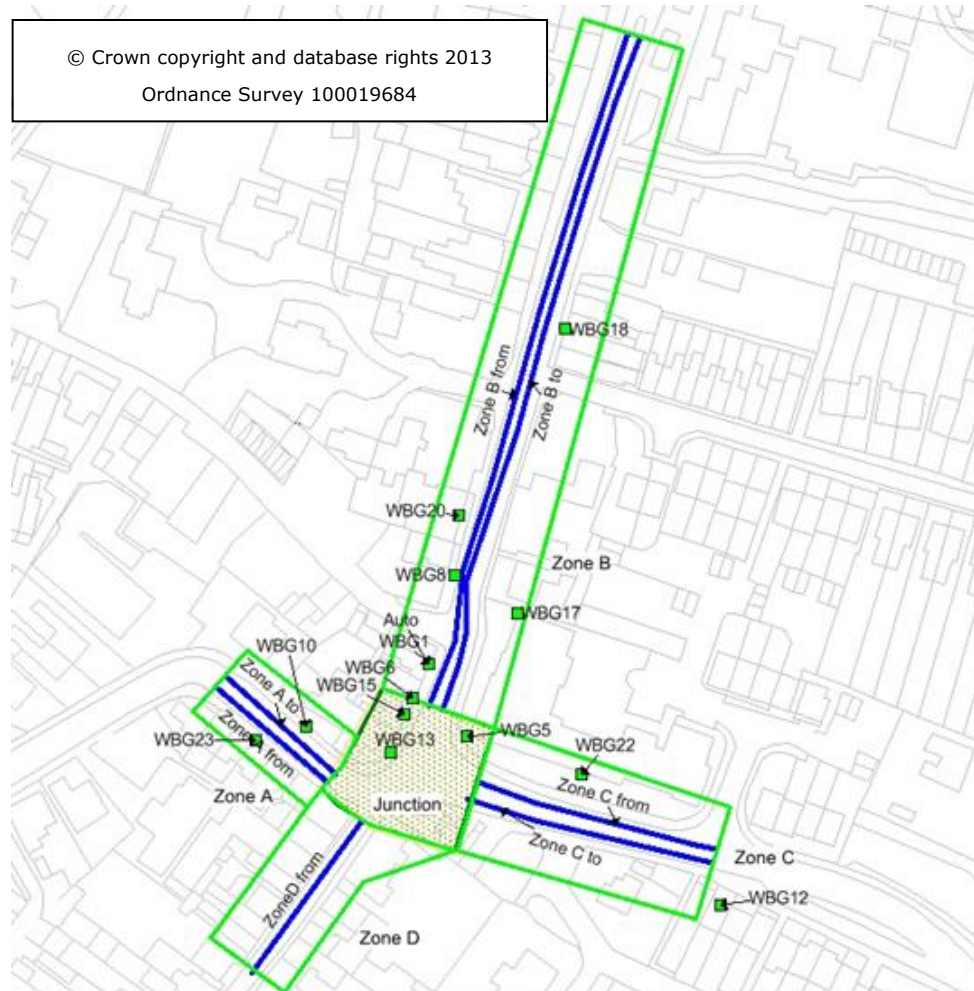 © Crown copyright and database rights 2013
Ordnance Survey 100019684
WBG18
Zone B from
Zone B to
WBG20
Zone B
WBG8
WBG17
Auto
WBG1
WBG10
WBG6
Zone A to
WBG15
WBG5
WBG23
Zone A from
WBG13
WBG22
Zone A
Junction
Zone C from
Zone C to
Zone C
ZoneD from
WBG12
Zone D